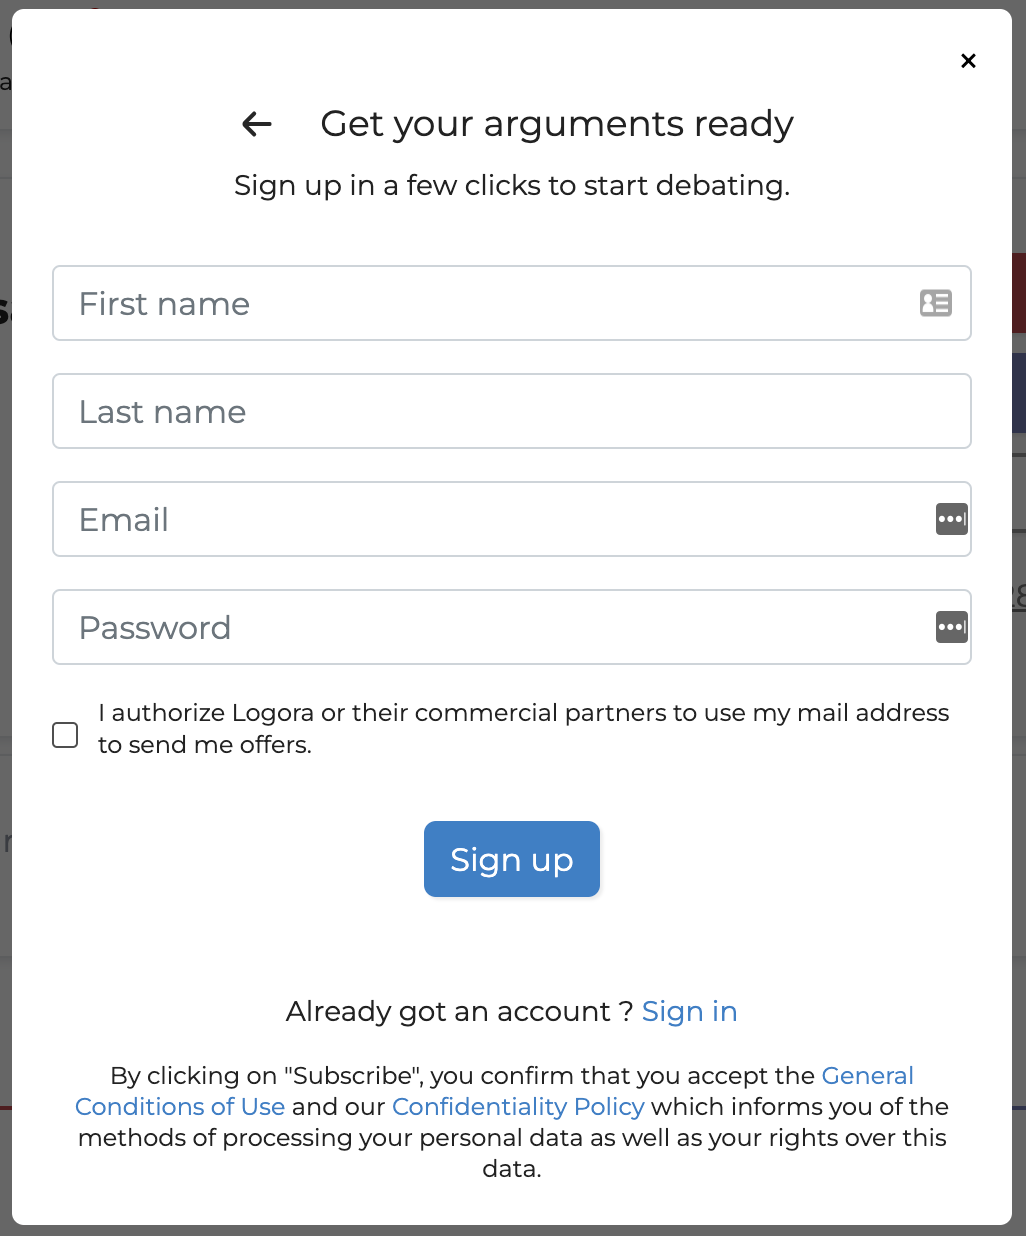 Get your arguments ready
Sign up in a few clicks to start debating.
First name
Last name
Email
Password
I authorize Logora or their commercial partners to use my mail address
to send me offers.
Sign up
Already got an account ? Sign in
By clicking on "Subscribe", you confirm that you accept the General
Conditions of Use and our Confidentiality Policy which informs you of the
methods of processing your personal data as well as your rights over this
data.